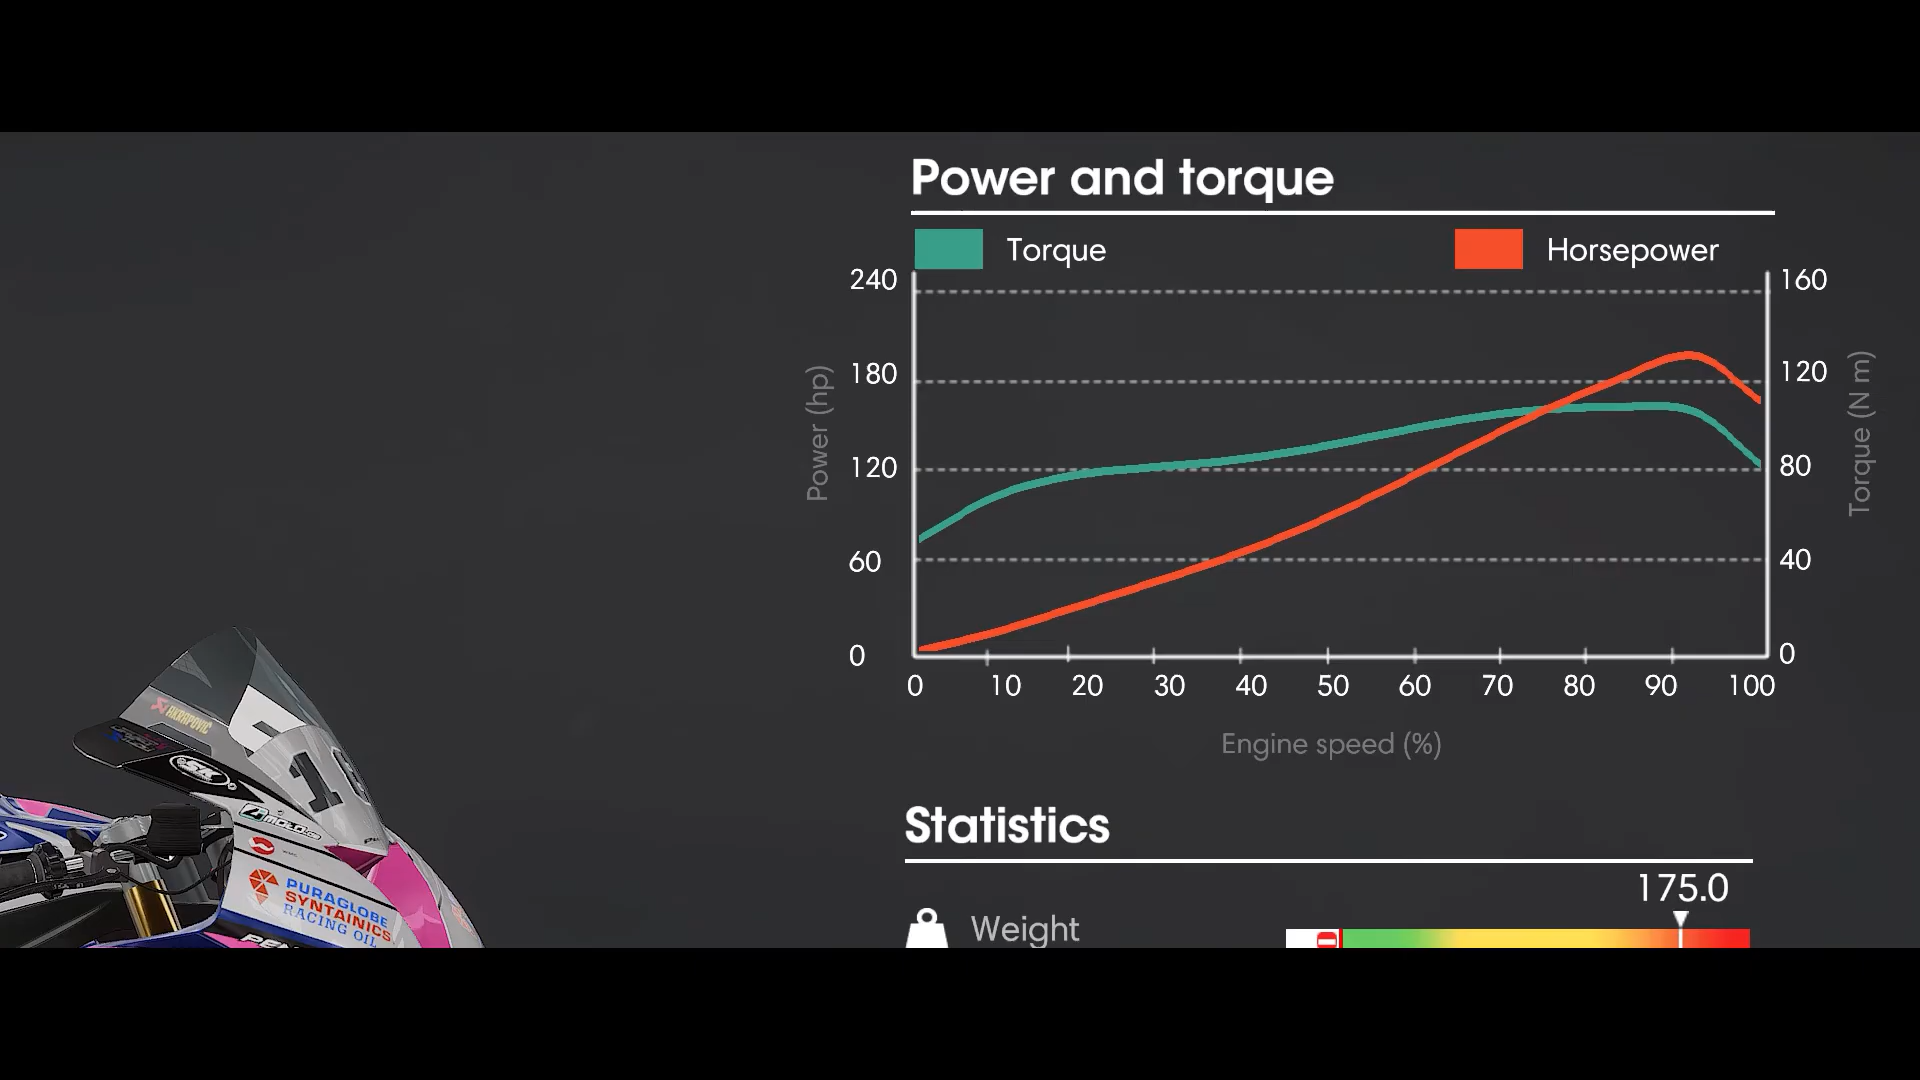 Power and torque
Torque
Horsepower
240
180
120
60
0
Power (hp)
160
120
80
40
0
Torque (N m)
0 10 20 30 40 50 60 70 80 90 100
Engine speed (%)
Statistics
175.0
Weight
AKRAPOVIČ
SK
PURAGLOBE
SYNTAINICS
RACING OIL